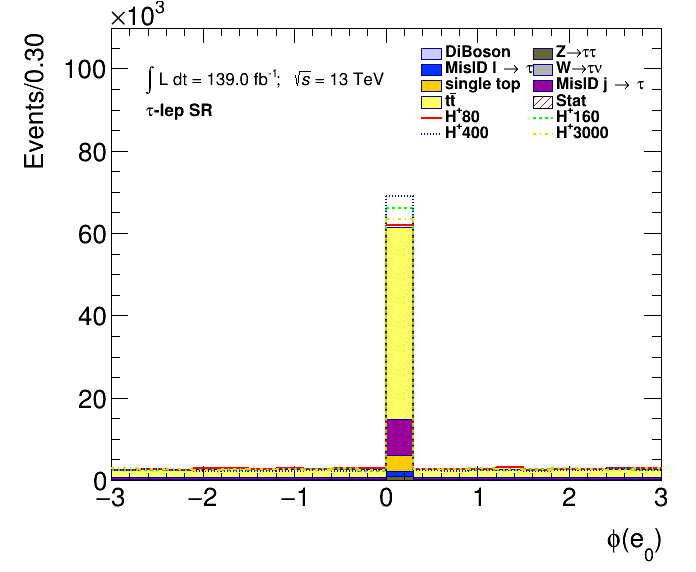 ×10³
Events/0.30
100
80
60
40
20
0
∫ L dt = 139.0 fb⁻¹; √s = 13 TeV
τ-lep SR
DiBoson
Z→ττ
MisID l → τ
W→τν
single top
MisID j → τ
tt̄
Stat
H⁺80
H⁺160
H⁺400
H⁺3000
−3 −2 −1 0 1 2 3
ϕ(e₀)